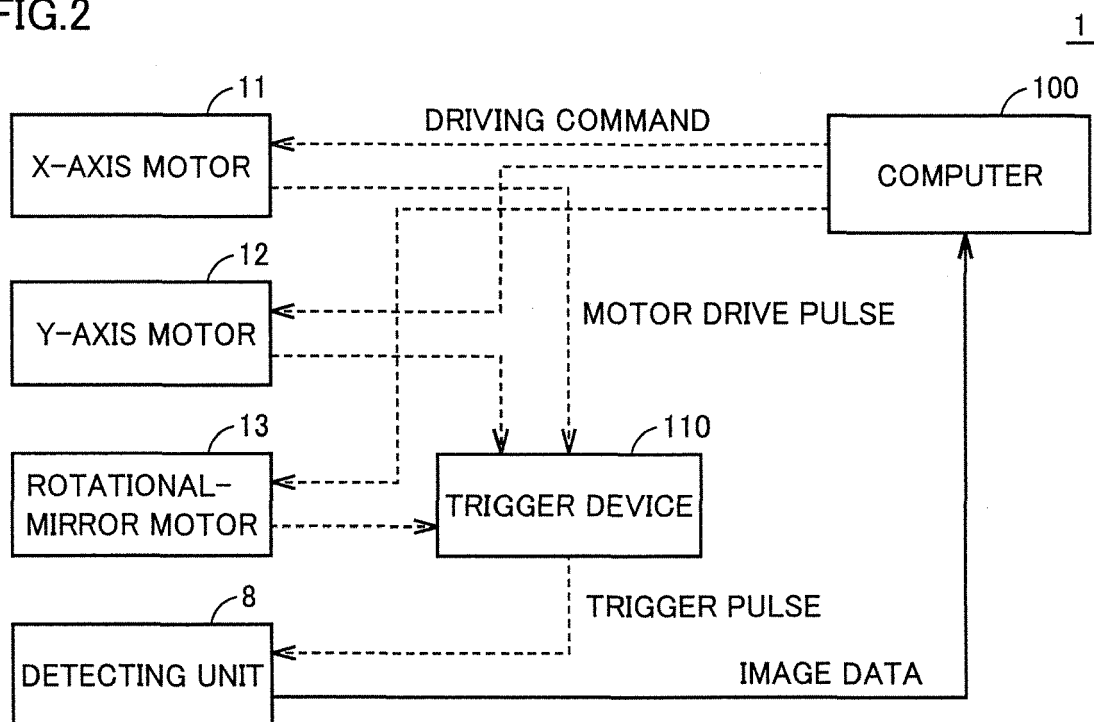 FIG.2
1
11
X-AXIS MOTOR
DRIVING COMMAND
100
COMPUTER
12
Y-AXIS MOTOR
MOTOR DRIVE PULSE
13
ROTATIONAL-
MIRROR MOTOR
110
TRIGGER DEVICE
8
DETECTING UNIT
TRIGGER PULSE
IMAGE DATA